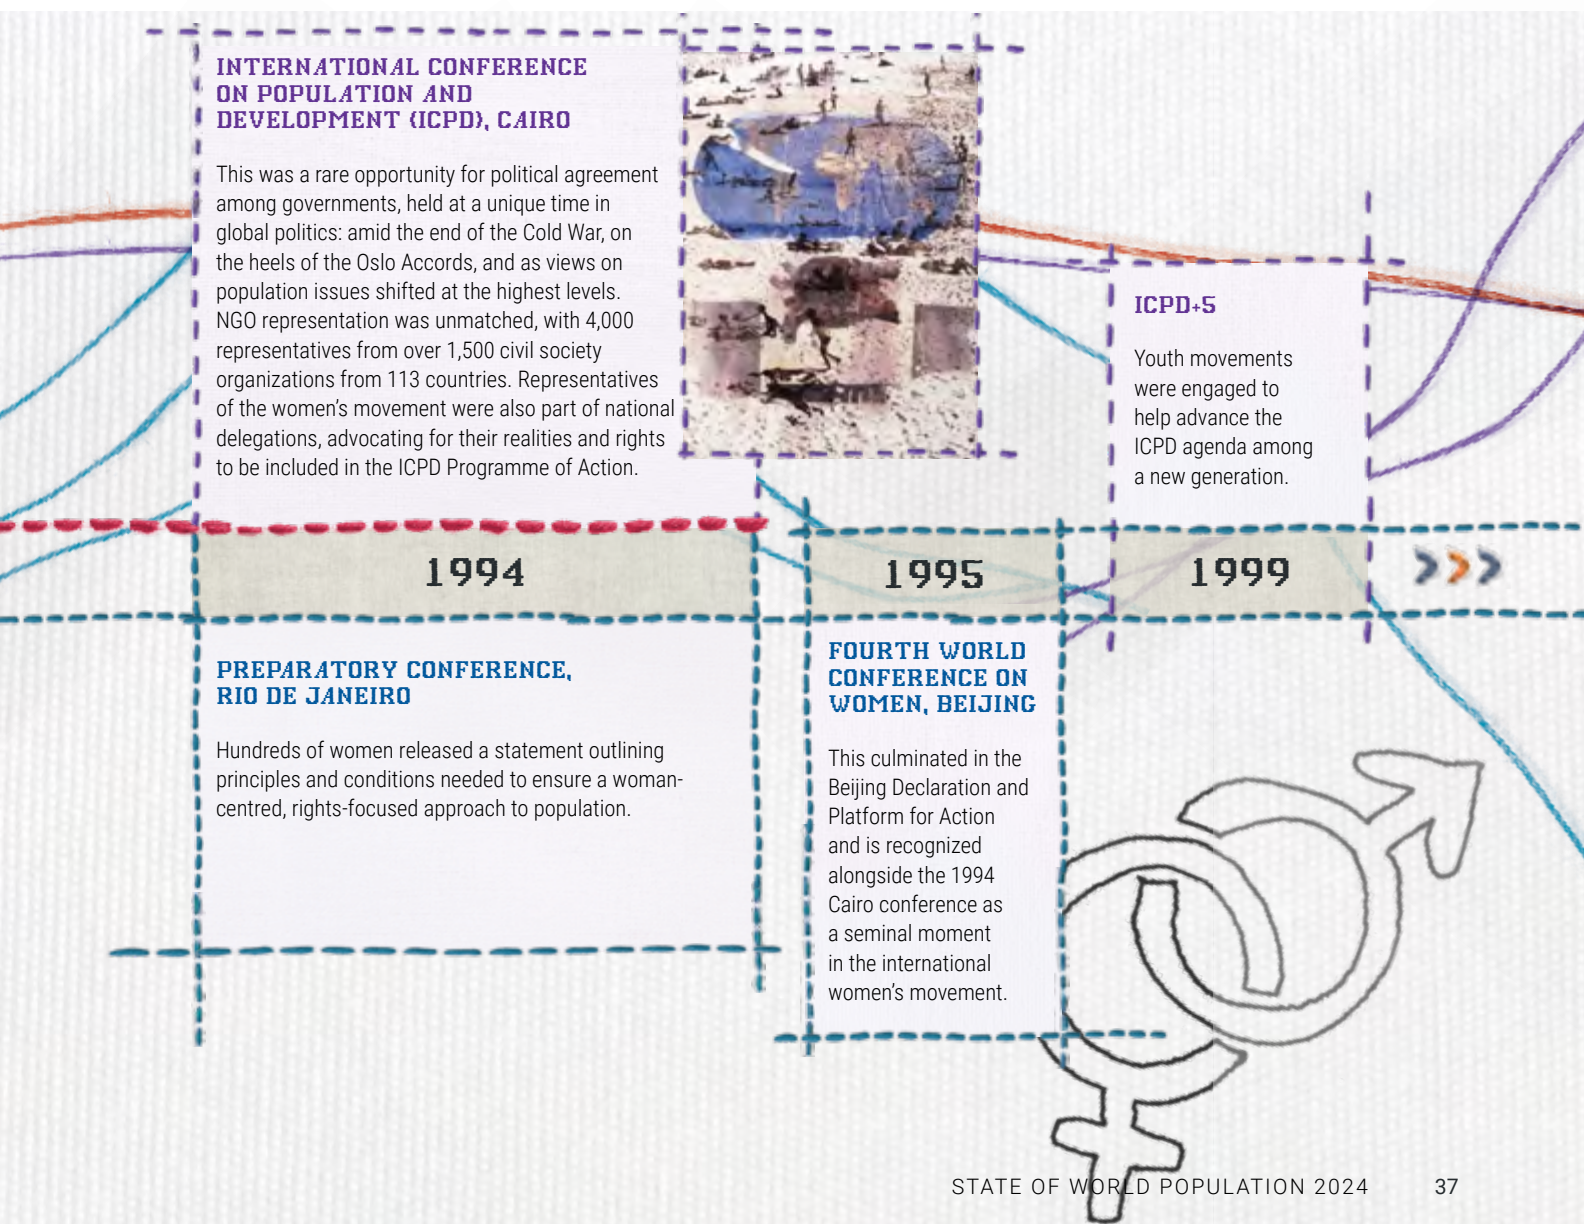 INTERNATIONAL CONFERENCE
ON POPULATION AND
DEVELOPMENT (ICPD), CAIRO
This was a rare opportunity for political agreement
among governments, held at a unique time in
global politics: amid the end of the Cold War, on
the heels of the Oslo Accords, and as views on
population issues shifted at the highest levels.
NGO representation was unmatched, with 4,000
representatives from over 1,500 civil society
organizations from 113 countries. Representatives
of the women’s movement were also part of national
delegations, advocating for their realities and rights
to be included in the ICPD Programme of Action.
1994
PREPARATORY CONFERENCE,
RIO DE JANEIRO
Hundreds of women released a statement outlining
principles and conditions needed to ensure a woman-
centred, rights-focused approach to population.
1995
FOURTH WORLD
CONFERENCE ON
WOMEN, BEIJING
This culminated in the
Beijing Declaration and
Platform for Action
and is recognized
alongside the 1994
Cairo conference as
a seminal moment
in the international
women’s movement.
ICPD+5
Youth movements
were engaged to
help advance the
ICPD agenda among
a new generation.
1999
STATE OF WORLD POPULATION 2024 37